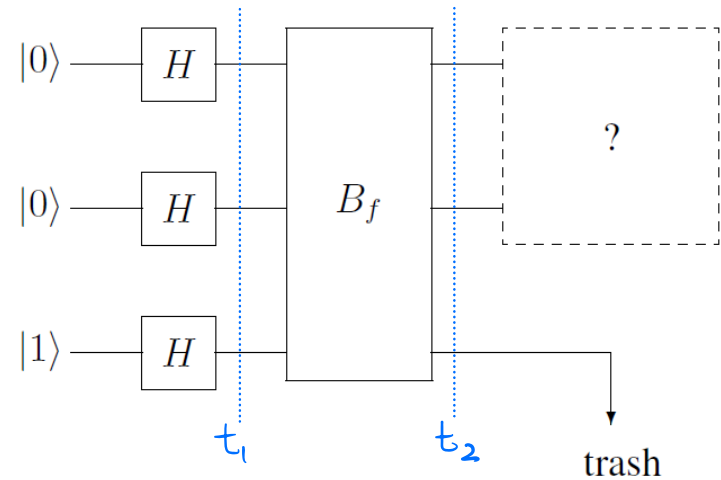 |0⟩ H
?
|0⟩ H B_f
|1⟩ H
t₁ t₂
trash